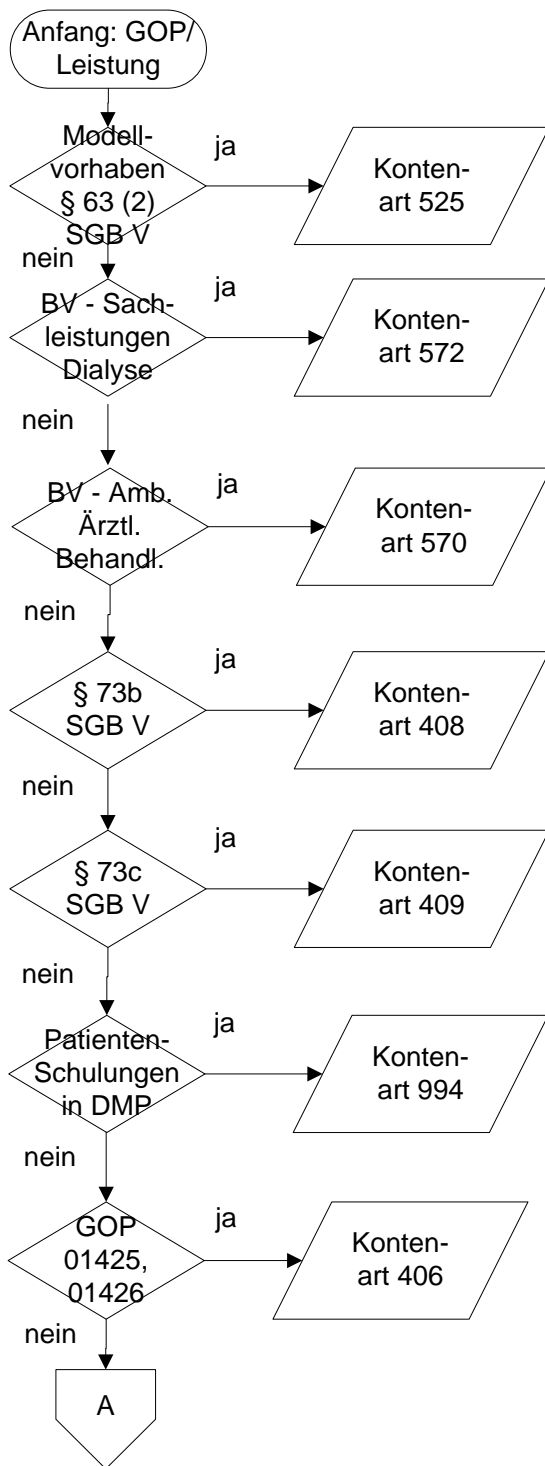 Anfang: GOP/
Leistung
Modell-
vorhaben
§ 63 (2)
SGB V
ja
Konten-
art 525
nein
BV - Sach-
leistungen
Dialyse
ja
Konten-
art 572
nein
BV - Amb.
Ärztl.
Behandl.
ja
Konten-
art 570
nein
§ 73b
SGB V
ja
Konten-
art 408
nein
§ 73c
SGB V
ja
Konten-
art 409
nein
Patienten-
Schulungen
in DMP
ja
Konten-
art 994
nein
GOP
01425,
01426
ja
Konten-
art 406
nein
A